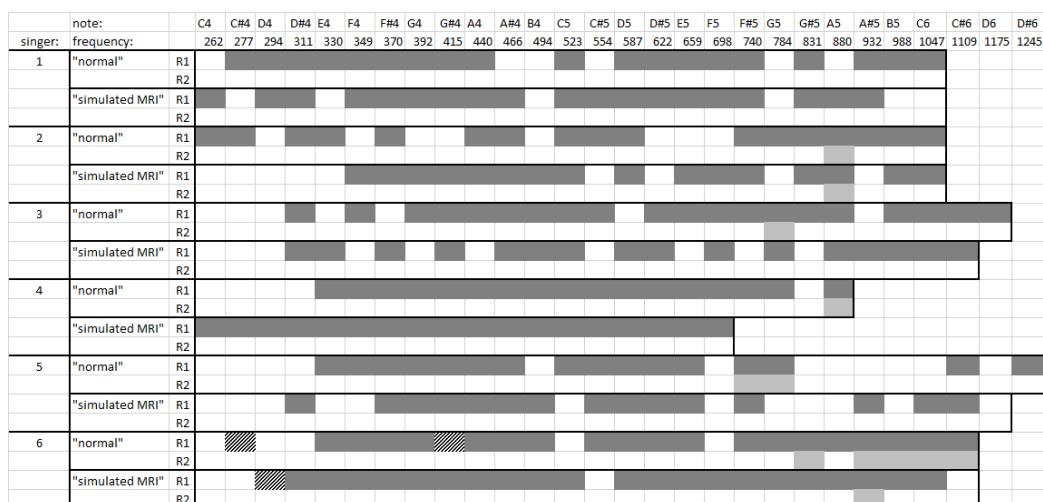 note: C4 C#4 D4 D#4 E4 F4 F#4 G4 G#4 A4 A#4 B4 C5 C#5 D5 D#5 E5 F5 F#5 G5 G#5 A5 A#5 B5 C6 C#6 D6 D#6
singer: frequency: 262 277 294 311 330 349 370 392 415 440 466 494 523 554 587 622 659 698 740 784 831 880 932 988 1047 1109 1175 1245
1 "normal" R1
R2
"simulated MRI" R1
R2
2 "normal" R1
R2
"simulated MRI" R1
R2
3 "normal" R1
R2
"simulated MRI" R1
R2
4 "normal" R1
R2
"simulated MRI" R1
R2
5 "normal" R1
R2
"simulated MRI" R1
R2
6 "normal" R1
R2
"simulated MRI" R1
R2